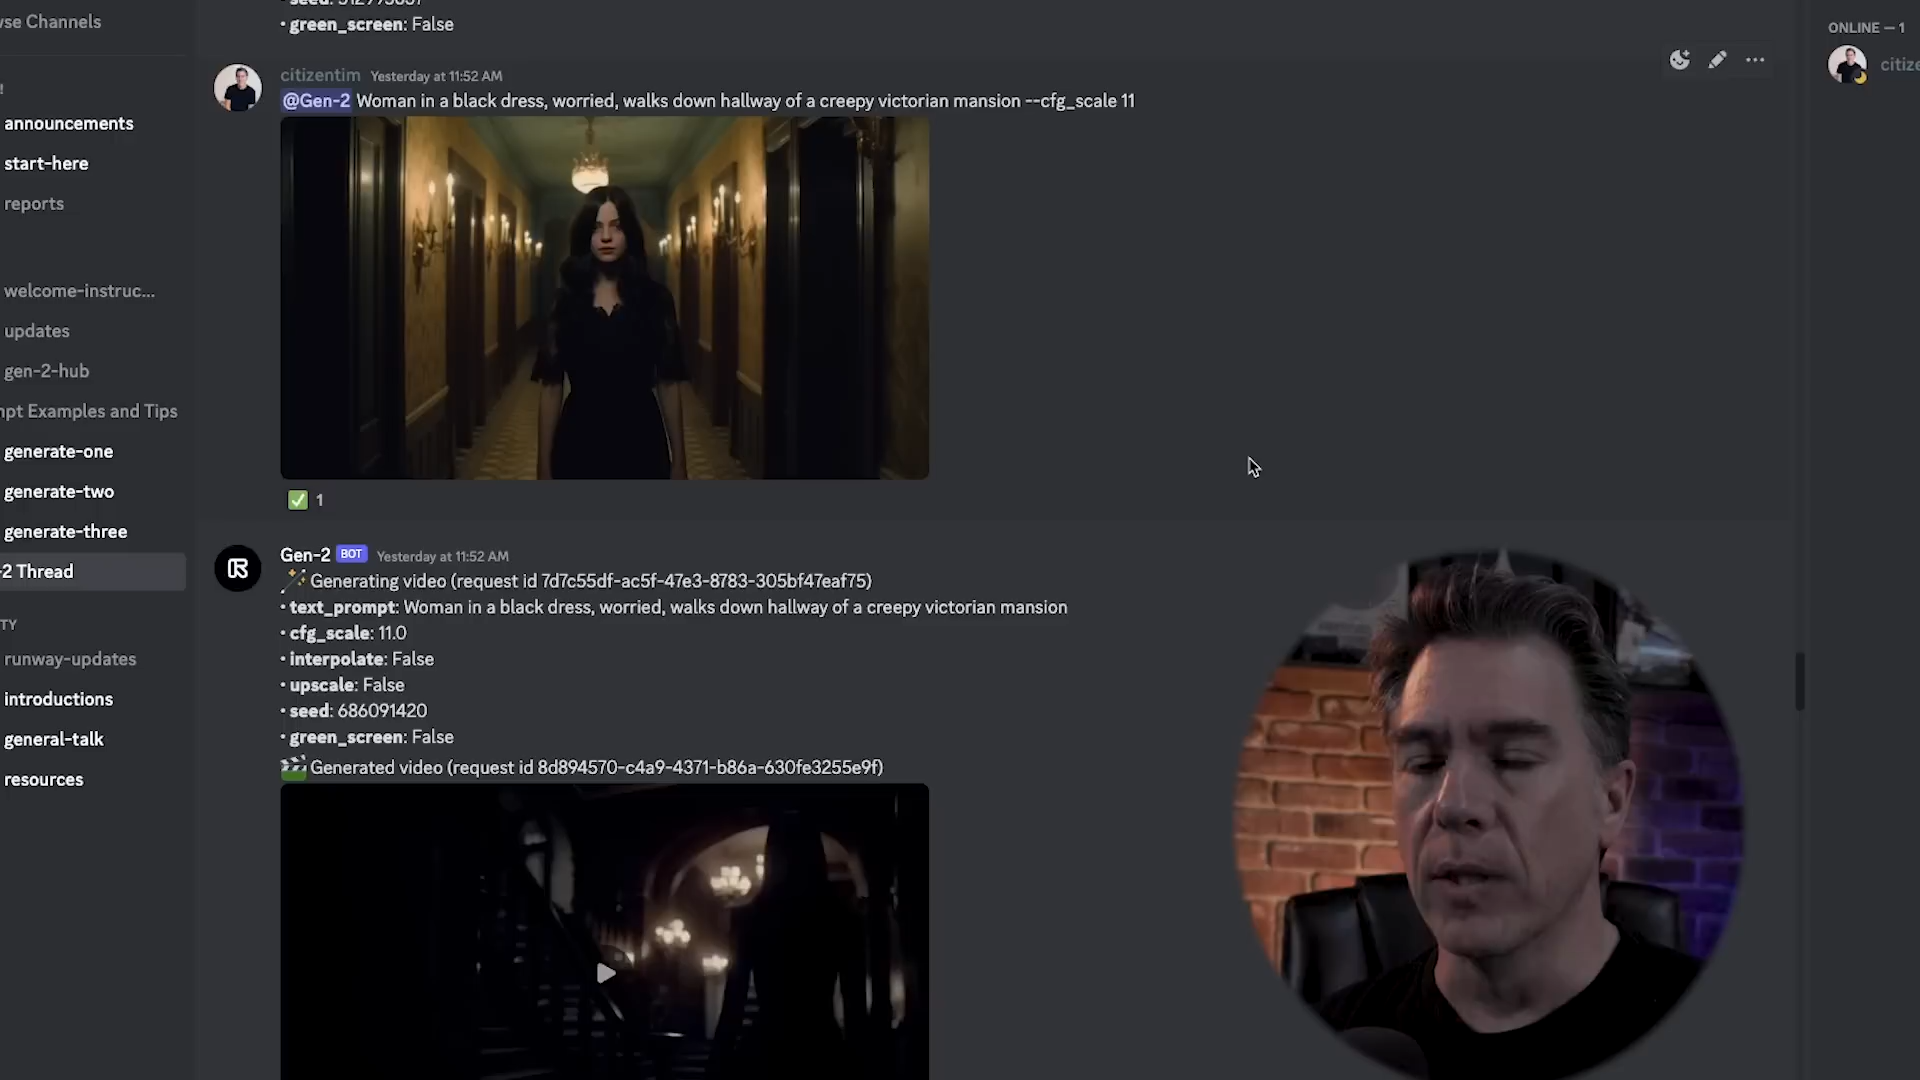 wse Channels
announcements
start-here
reports
welcome-instruc...
updates
gen-2-hub
npt Examples and Tips
generate-one
generate-two
generate-three
-2 Thread
TY
runway-updates
introductions
general-talk
resources
• green_screen: False
citizentim Yesterday at 11:52 AM
@Gen-2 Woman in a black dress, worried, walks down hallway of a creepy victorian mansion --cfg_scale 11
1
Gen-2 BOT Yesterday at 11:52 AM
Generating video (request id 7d7c55df-ac5f-47e3-8783-305bf47eaf75)
• text_prompt: Woman in a black dress, worried, walks down hallway of a creepy victorian mansion
• cfg_scale: 11.0
• interpolate: False
• upscale: False
• seed: 686091420
• green_screen: False
Generated video (request id 8d894570-c4a9-4371-b86a-630fe3255e9f)
ONLINE — 1
citize